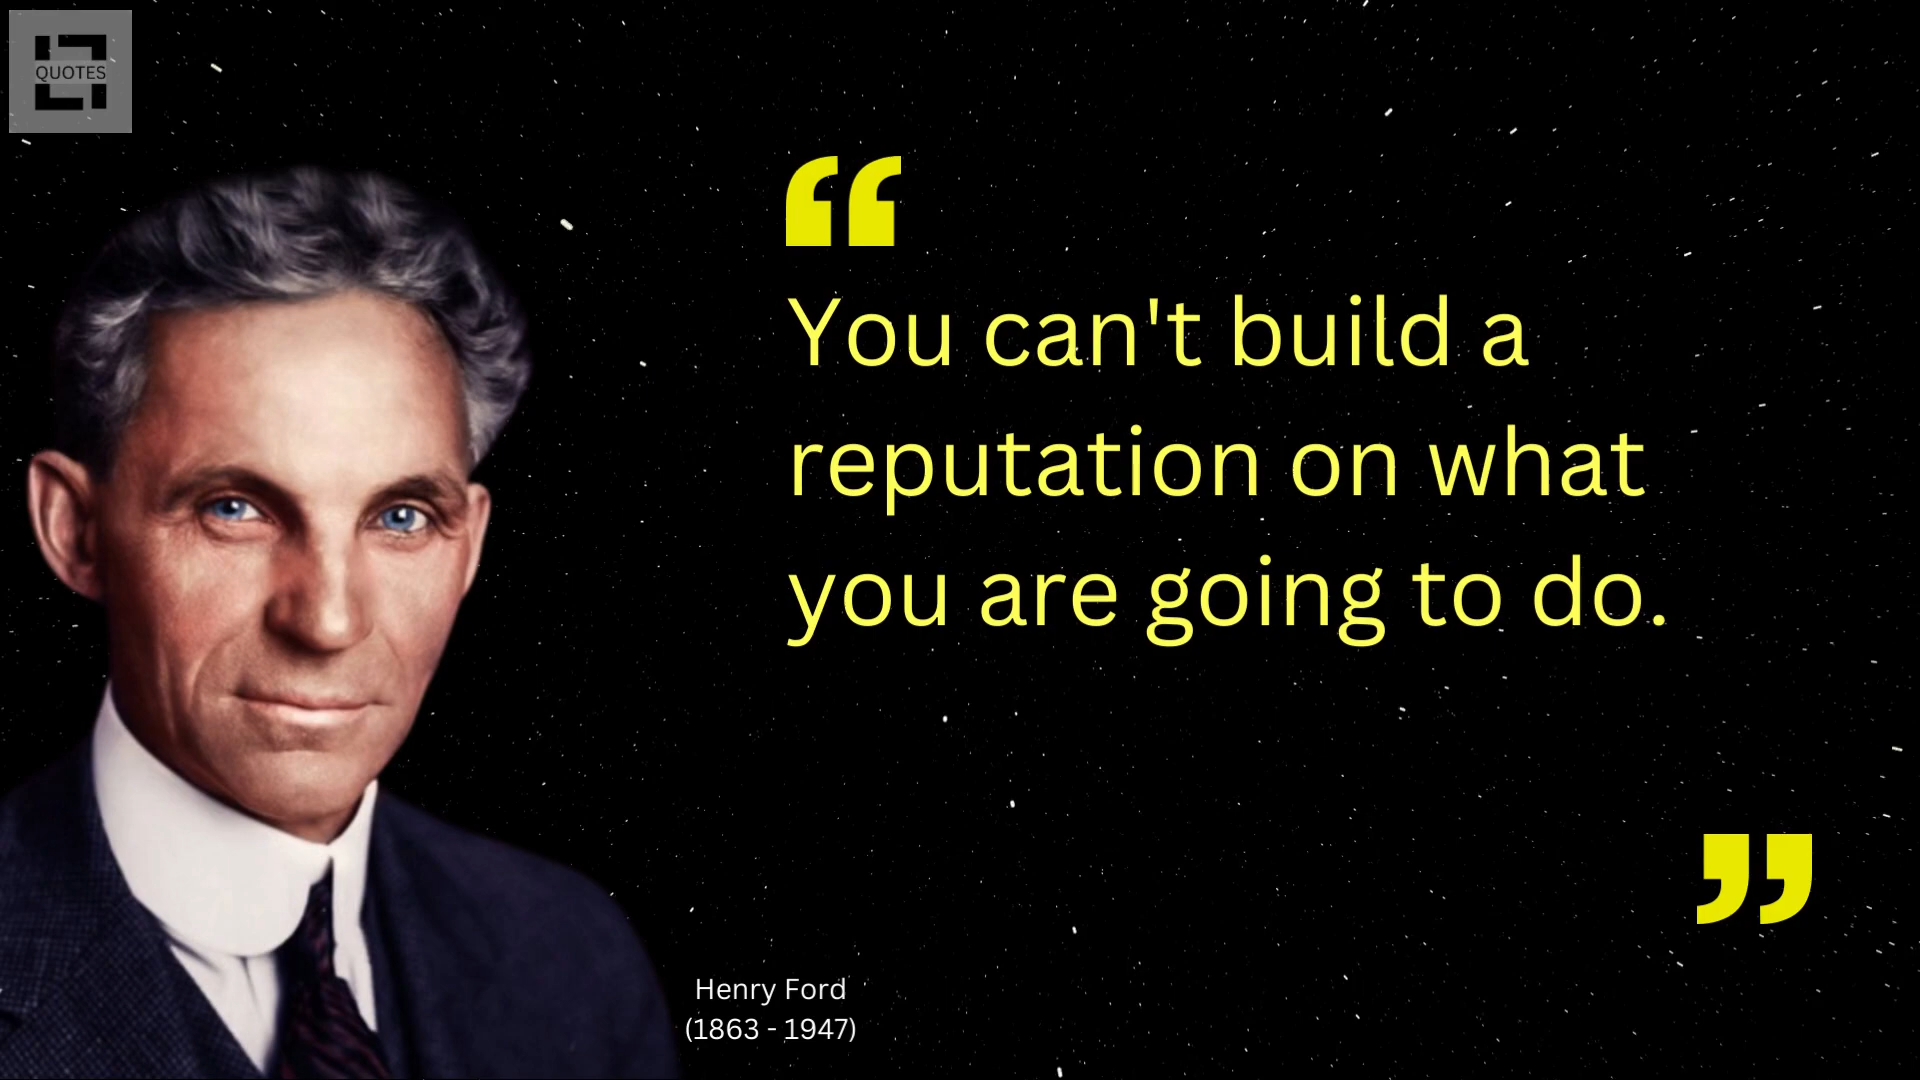 QUOTES
You can't build a
reputation on what
you are going to do.
Henry Ford
(1863 - 1947)